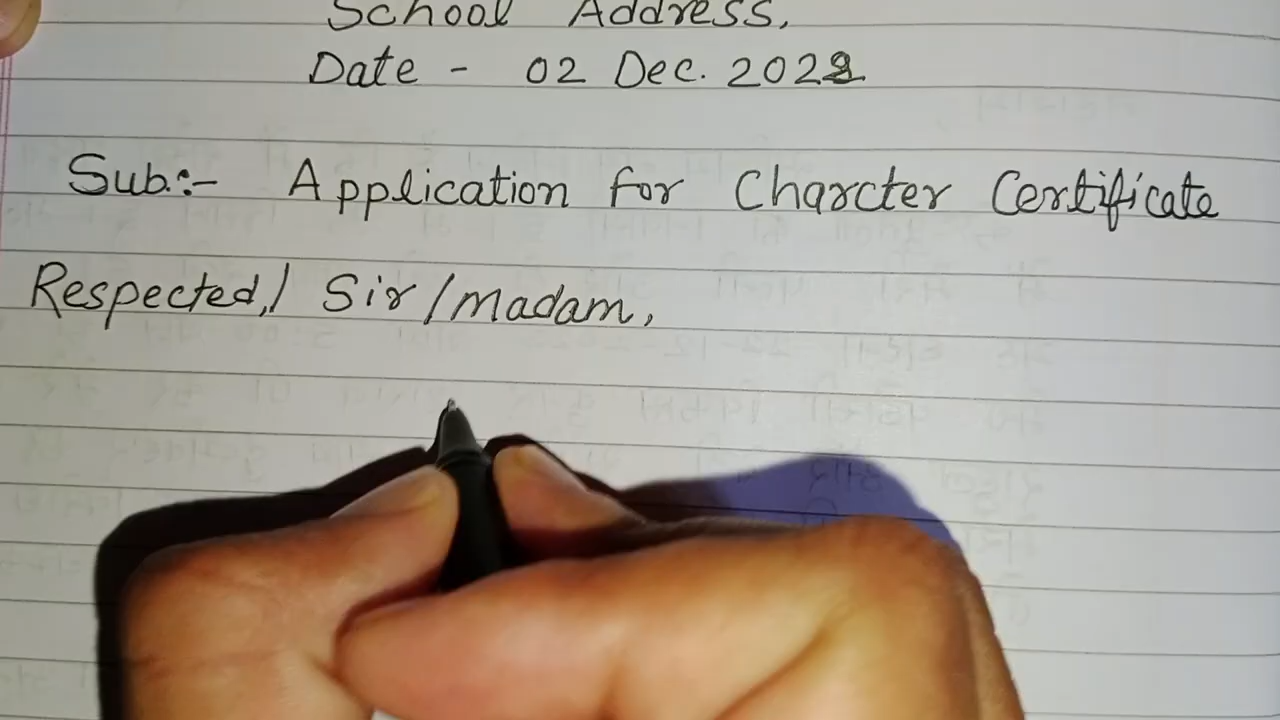 School Address,
Date - 02 Dec. 2022
Sub:- Application for Charcter Certificate
Respected,/ Sir/madam,